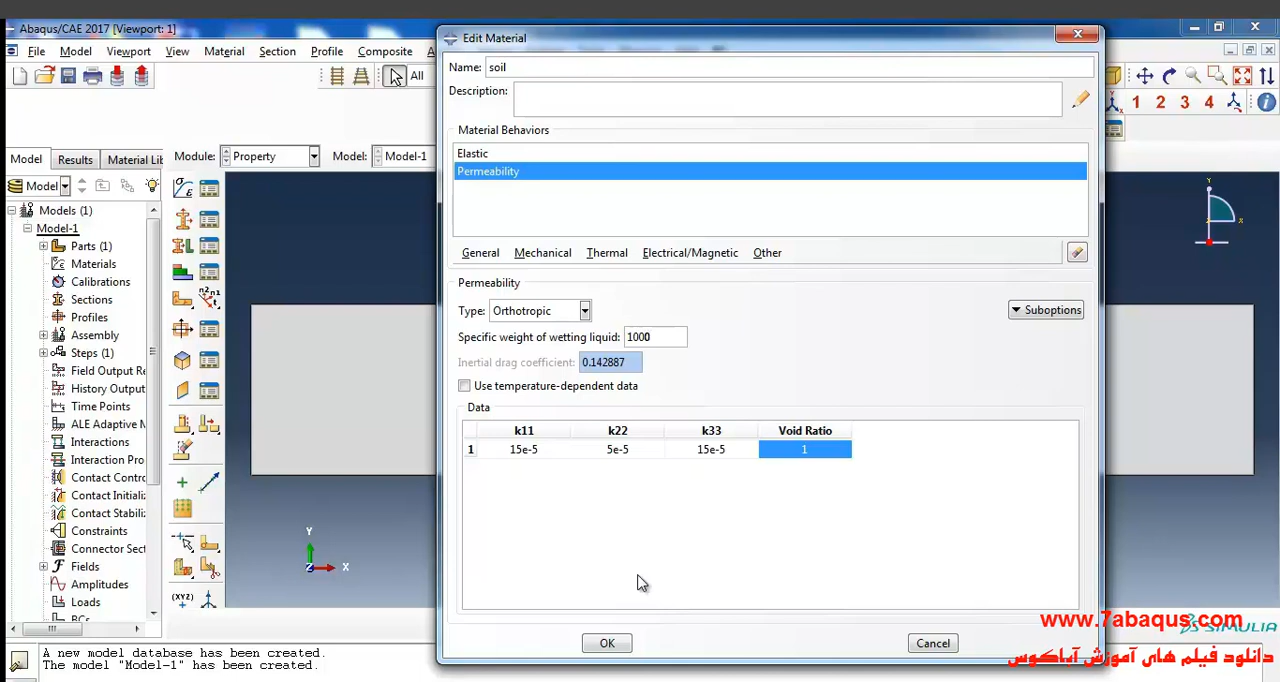 Abaqus/CAE 2017 [Viewport: 1]
File Model Viewport View Material Section Profile Composite A
All
Module: Property Model: Model-1
Model Results Material Lib
Model
Models (1)
Model-1
Parts (1)
Materials
Calibrations
Sections
Profiles
Assembly
Steps (1)
Field Output Re
History Output
Time Points
ALE Adaptive M
Interactions
Interaction Pro
Contact Contro
Contact Initializ
Contact Stabiliz
Constraints
Connector Sect
Fields
Amplitudes
Loads
BCs
(XYZ)
Y
X
Z
Edit Material
Name: soil
Description:
Material Behaviors
Elastic
Permeability
General Mechanical Thermal Electrical/Magnetic Other
Permeability
Type: Orthotropic
Suboptions
Specific weight of wetting liquid: 1000
Inertial drag coefficient: 0.142887
Use temperature-dependent data
Data
k11 k22 k33 Void Ratio
1 15e-5 5e-5 15e-5 1
OK Cancel
1 2 3 4
Y
X
www.7abaqus.com
SIMULIA
دانلود فیلم های آموزش آباکوس
A new model database has been created.
The model "Model-1" has been created.